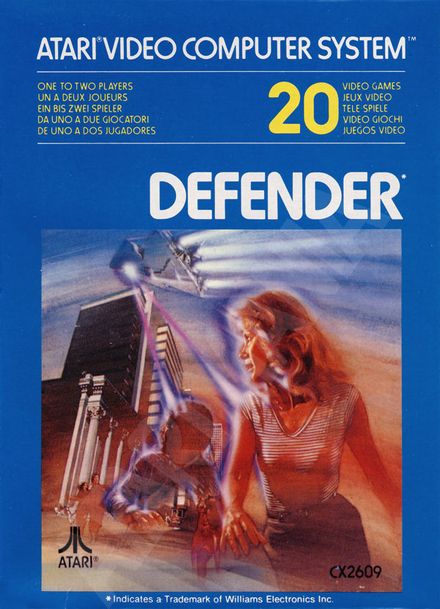 ATARI® VIDEO COMPUTER SYSTEM™
ONE TO TWO PLAYERS
UN A DEUX JOUEURS
EIN BIS ZWEI SPIELER
DA UNO A DUE GIOCATORI
DE UNO A DOS JUGADORES
20
VIDEO GAMES
JEUX VIDEO
TELE SPIELE
VIDEO GIOCHI
JUEGOS VIDEO
DEFENDER*
ATARI®
CX2609
*Indicates a Trademark of Williams Electronics Inc.